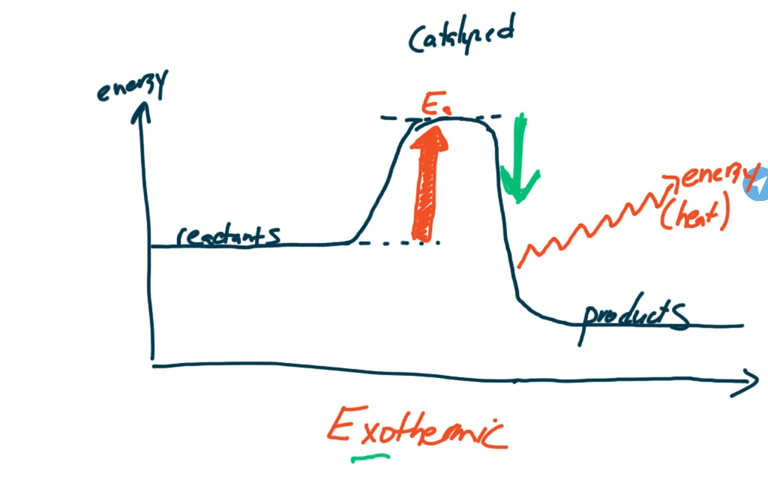 Catalyzed
energy
Ea
reactants
energy
(heat)
products
Exothermic